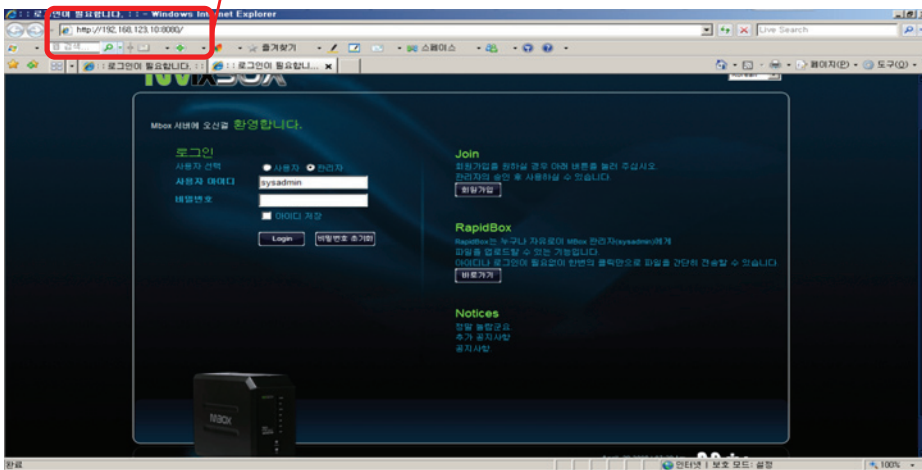 : : 로그인이 필요합니다, : : - Windows Internet Explorer
http://192.168.123.10:8080/
Live Search
웹 검색...
즐겨찾기
스페이스
: : 로그인이 필요합니다, : :
: : 로그인이 필요합니...
페이지(P)
도구(O)
Mbox 서버에 오신걸 환영합니다.
로그인
사용자 선택
사용자
관리자
사용자 아이디
sysadmin
비밀번호
아이디 저장
Login
비밀번호 초기화
Join
회원가입을 원하실 경우 아래 버튼을 눌러 주십시오.
관리자의 승인 후 사용하실 수 있습니다.
회원가입
RapidBox
RapidBox는 누구나 자유로이 MBox 관리자(sysadmin)에게
파일을 업로드할 수 있는 기능입니다.
아이디나 로그인이 필요없이 한번의 클릭만으로 파일을 간단히 전송할 수 있습니다.
바로가기
Notices
정말 놀랍군요.
추가 공지사항
공지사항
MBOX
완료
인터넷 | 보호 모드: 설정
100%